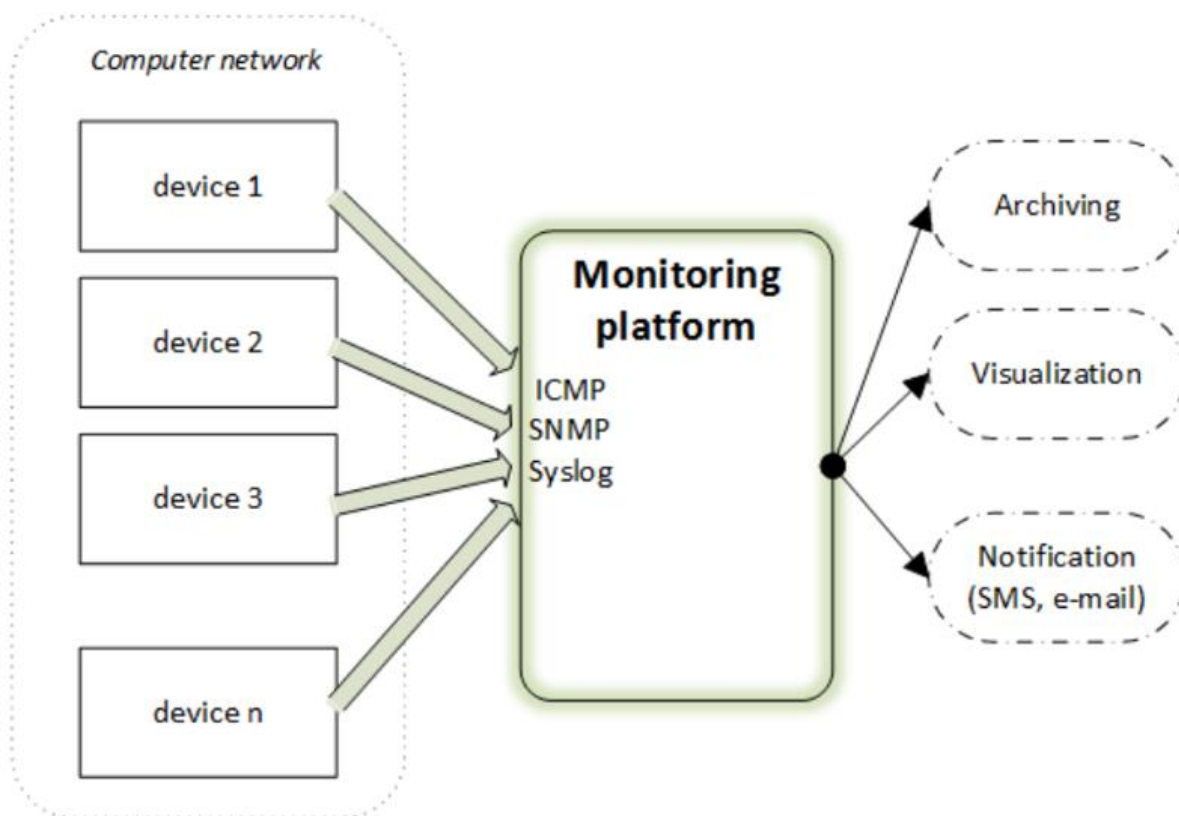 Computer network
device 1
device 2
device 3
device n
Monitoring
platform
ICMP
SNMP
Syslog
Archiving
Visualization
Notification
(SMS, e-mail)